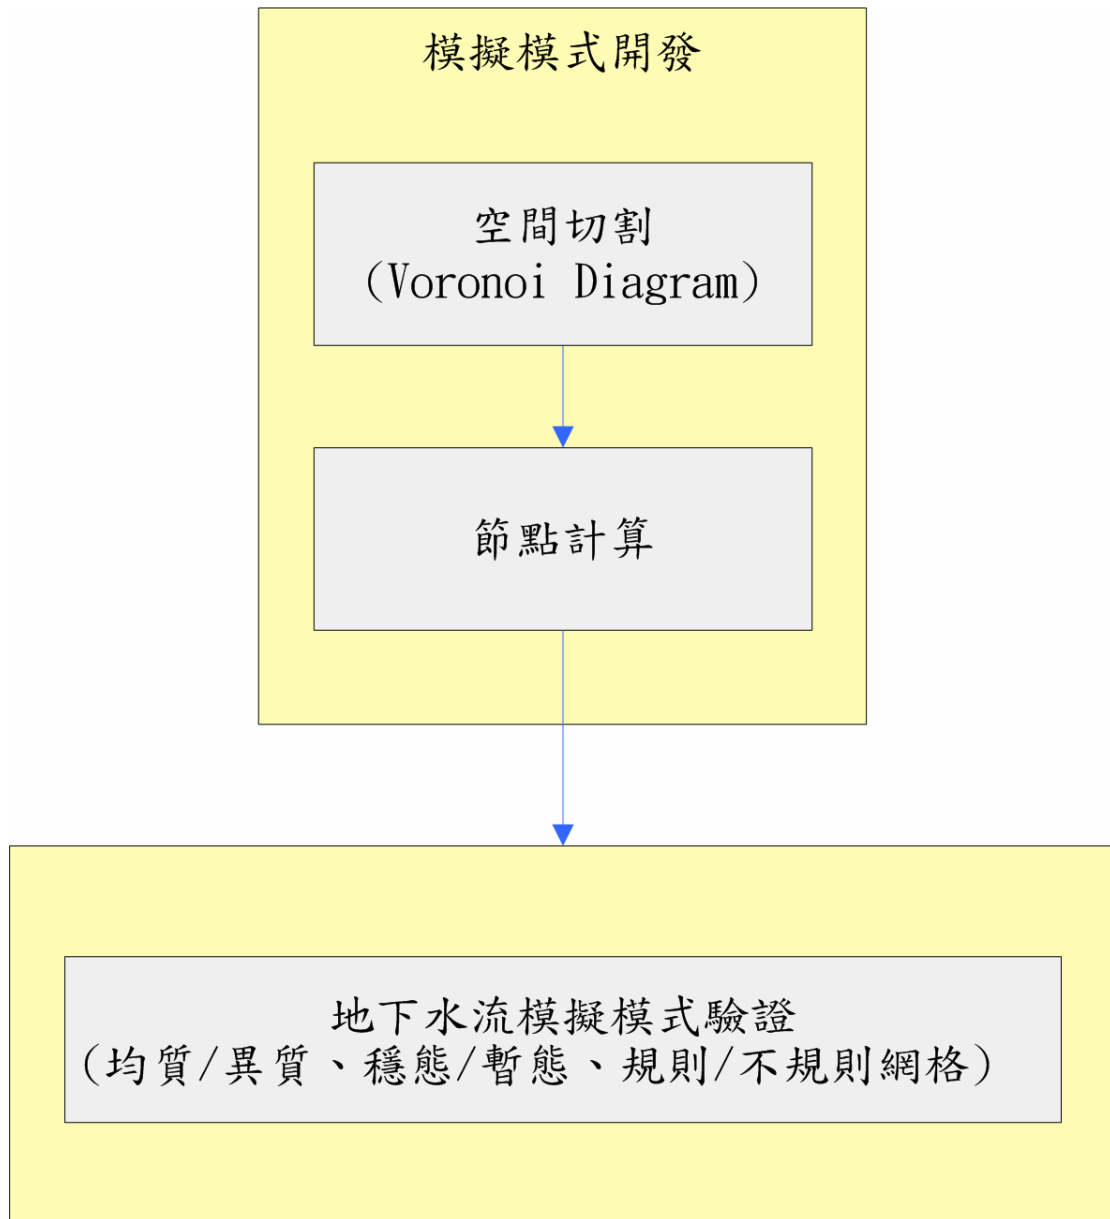 模擬模式開發
空間切割
(Voronoi Diagram)
節點計算
地下水流模擬模式驗證
(均質/異質、穩態/暫態、規則/不規則網格)